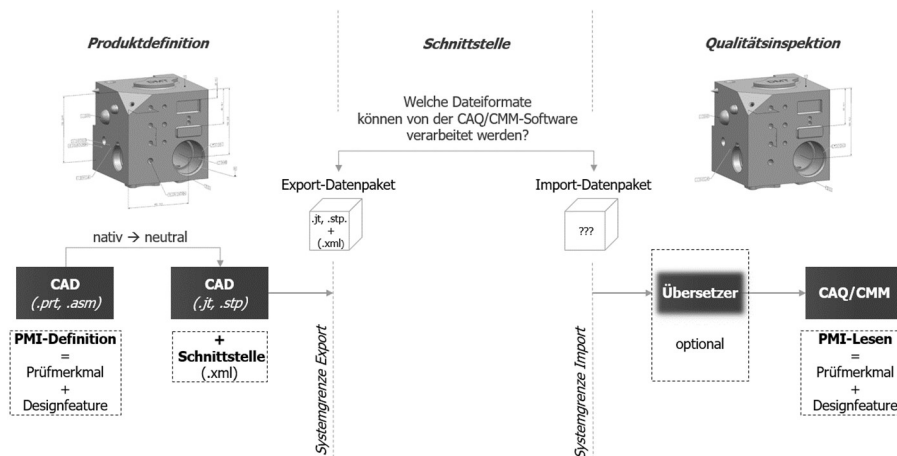 Produktdefinition
Schnittstelle
Qualitätsinspektion
Welche Dateiformate
können von der CAQ/CMM-Software
verarbeitet werden?
Export-Datenpaket
Import-Datenpaket
.jt, .stp.
+
(.xml)
???
nativ → neutral
CAD
(.prt, .asm)
CAD
(.jt, .stp)
Übersetzer
CAQ/CMM
PMI-Definition
=
Prüfmerkmal
+
Designfeature
+
Schnittstelle
(.xml)
Systemgrenze Export
Systemgrenze Import
optional
PMI-Lesen
=
Prüfmerkmal
+
Designfeature